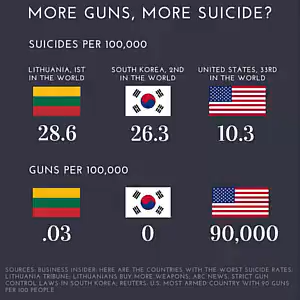 MORE GUNS, MORE SUICIDE?
SUICIDES PER 100,000
LITHUANIA, 1ST IN THE WORLD
SOUTH KOREA, 2ND IN THE WORLD
UNITED STATES, 33RD IN THE WORLD
28.6 26.3 10.3
GUNS PER 100,000
.03 0 90,000
SOURCES: BUSINESS INSIDER: HERE ARE THE COUNTRIES WITH THE WORST SUICIDE RATES;
LITHUANIA TRIBUNE: LITHUANIANS BUY MORE WEAPONS; ABC NEWS: STRICT GUN
CONTROL LAWS IN SOUTH KOREA; REUTERS: U.S. MOST ARMED COUNTRY WITH 90 GUNS
PER 100 PEOPLE